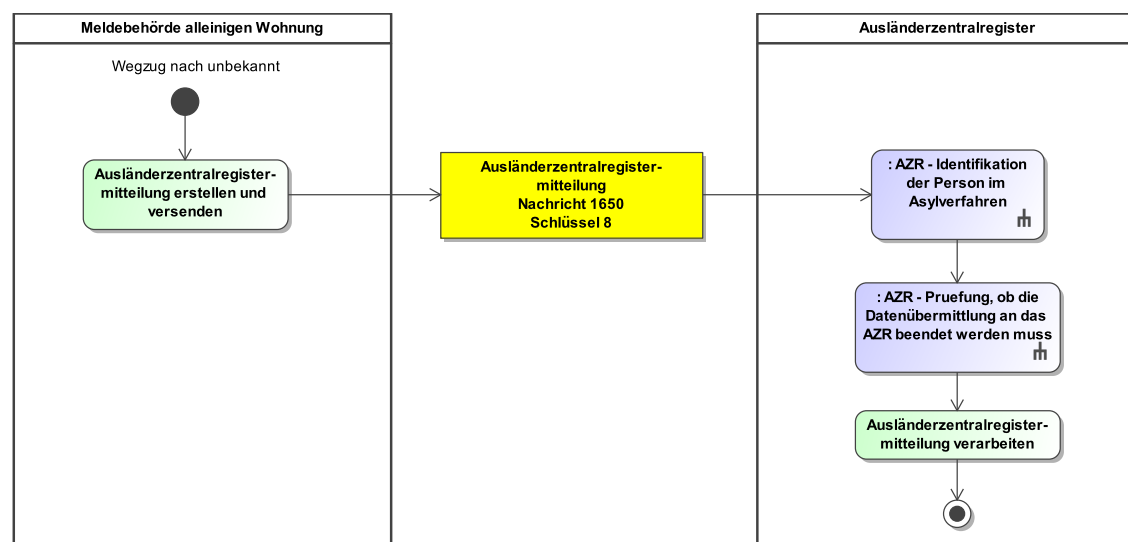 Meldebehörde alleinigen Wohnung
Ausländerzentralregister
Wegzug nach unbekannt
Ausländerzentralregister-
mitteilung erstellen und
versenden
Ausländerzentralregister-
mitteilung
Nachricht 1650
Schlüssel 8
: AZR - Identifikation
der Person im
Asylverfahren
: AZR - Pruefung, ob die
Datenübermittlung an das
AZR beendet werden muss
Ausländerzentralregister-
mitteilung verarbeiten